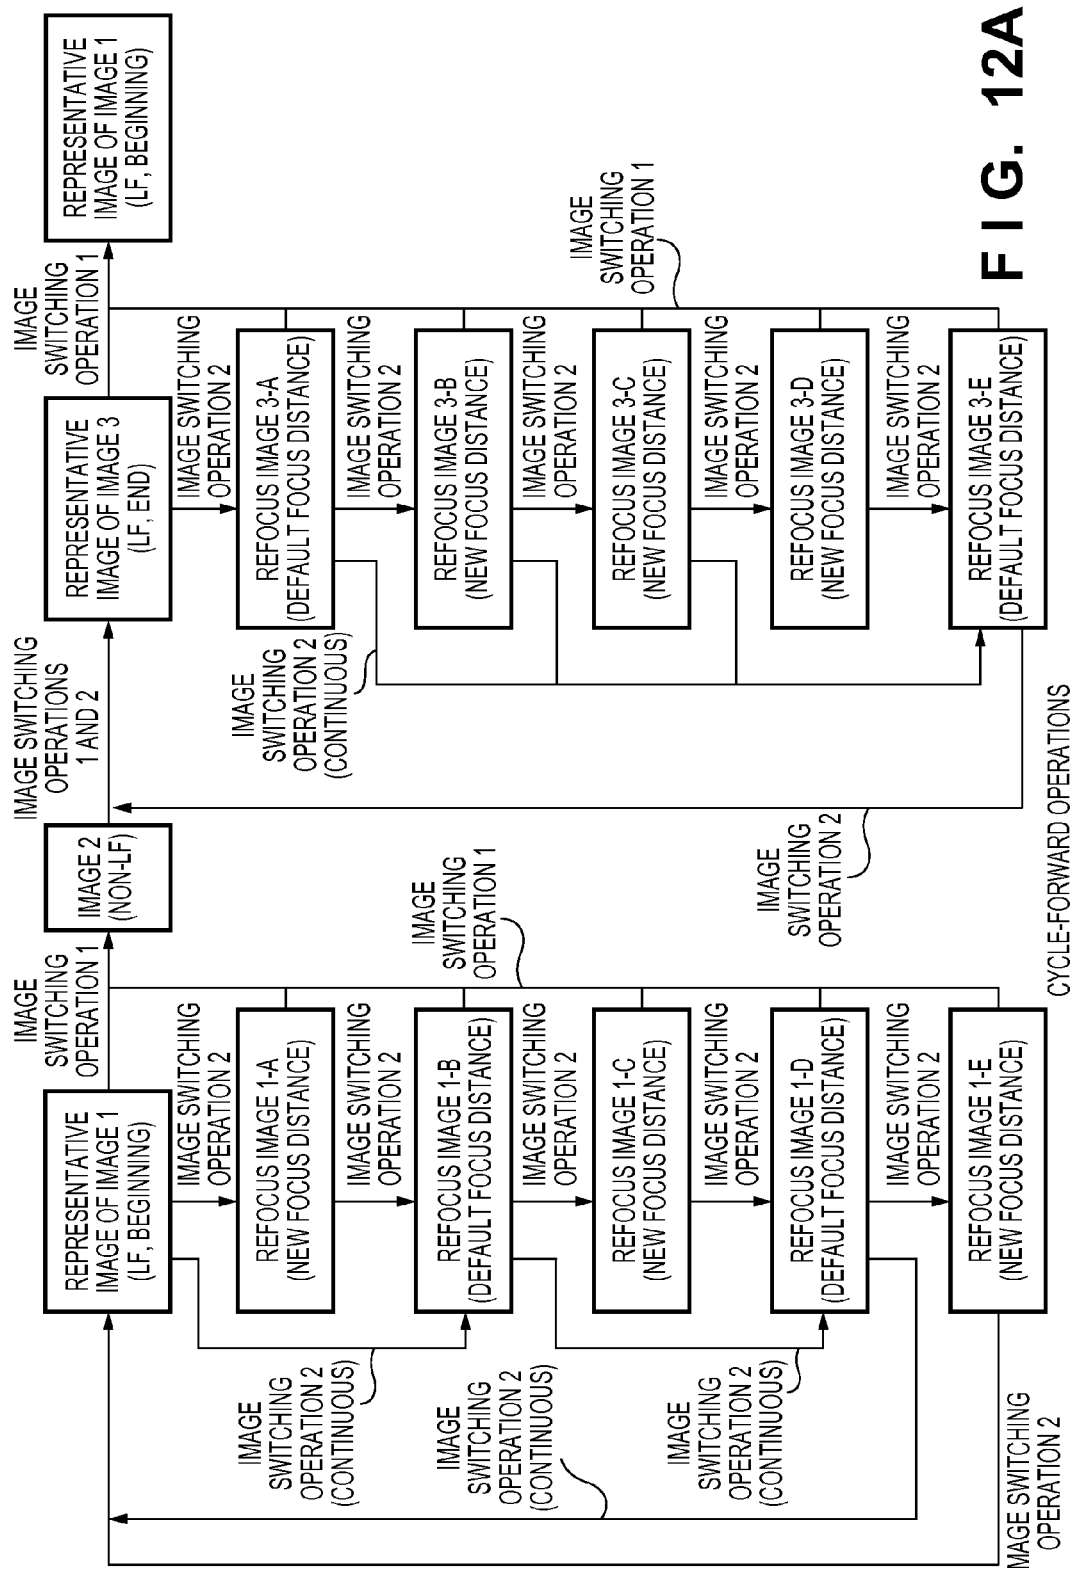 REPRESENTATIVE
IMAGE OF IMAGE 1
(LF, BEGINNING)
IMAGE
SWITCHING
OPERATION 1
IMAGE 2
(NON-LF)
IMAGE SWITCHING
OPERATIONS
1 AND 2
REPRESENTATIVE
IMAGE OF IMAGE 3
(LF, END)
IMAGE
SWITCHING
OPERATION 1
REPRESENTATIVE
IMAGE OF IMAGE 1
(LF, BEGINNING)
IMAGE SWITCHING
OPERATION 2
REFOCUS IMAGE 1-A
(NEW FOCUS DISTANCE)
IMAGE SWITCHING
OPERATION 2
REFOCUS IMAGE 1-B
(DEFAULT FOCUS DISTANCE)
IMAGE SWITCHING
OPERATION 2
REFOCUS IMAGE 1-C
(NEW FOCUS DISTANCE)
IMAGE SWITCHING
OPERATION 2
REFOCUS IMAGE 1-D
(DEFAULT FOCUS DISTANCE)
IMAGE SWITCHING
OPERATION 2
REFOCUS IMAGE 1-E
(NEW FOCUS DISTANCE)
IMAGE
SWITCHING
OPERATION 2
(CONTINUOUS)
IMAGE
SWITCHING
OPERATION 2
(CONTINUOUS)
IMAGE
SWITCHING
OPERATION 2
(CONTINUOUS)
MAGE SWITCHING
OPERATION 2
IMAGE
SWITCHING
OPERATION 1
IMAGE SWITCHING
OPERATION 2
REFOCUS IMAGE 3-A
(DEFAULT FOCUS DISTANCE)
IMAGE SWITCHING
OPERATION 2
REFOCUS IMAGE 3-B
(NEW FOCUS DISTANCE)
IMAGE SWITCHING
OPERATION 2
REFOCUS IMAGE 3-C
(NEW FOCUS DISTANCE)
IMAGE SWITCHING
OPERATION 2
REFOCUS IMAGE 3-D
(NEW FOCUS DISTANCE)
IMAGE SWITCHING
OPERATION 2
REFOCUS IMAGE 3-E
(DEFAULT FOCUS DISTANCE)
IMAGE
SWITCHING
OPERATION 2
(CONTINUOUS)
IMAGE
SWITCHING
OPERATION 2
IMAGE
SWITCHING
OPERATION 1
CYCLE-FORWARD OPERATIONS
FIG. 12A